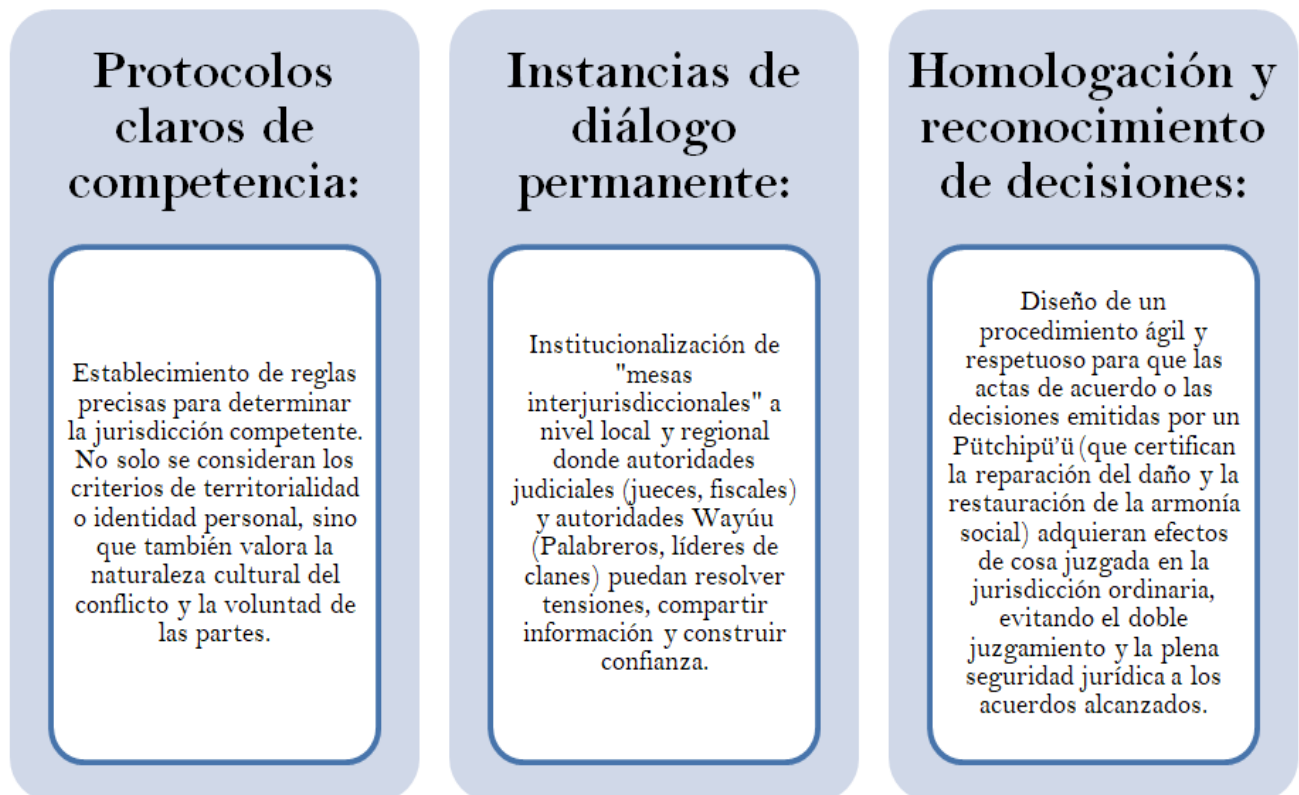 Protocolos
claros de
competencia:
Establecimiento de reglas
precisas para determinar
la jurisdicción competente.
No solo se consideran los
criterios de territorialidad
o identidad personal, sino
que también valora la
naturaleza cultural del
conflicto y la voluntad de
las partes.
Instancias de
diálogo
permanente:
Institucionalización de
"mesas
interjurisdiccionales" a
nivel local y regional
donde autoridades
judiciales (jueces, fiscales)
y autoridades Wayúu
(Palabreros, líderes de
clanes) puedan resolver
tensiones, compartir
información y construir
confianza.
Homologación y
reconocimiento
de decisiones:
Diseño de un
procedimiento ágil y
respetuoso para que las
actas de acuerdo o las
decisiones emitidas por un
Pütchipü’ü (que certifican
la reparación del daño y la
restauración de la armonía
social) adquieran efectos
de cosa juzgada en la
jurisdicción ordinaria,
evitando el doble
juzgamiento y la plena
seguridad jurídica a los
acuerdos alcanzados.